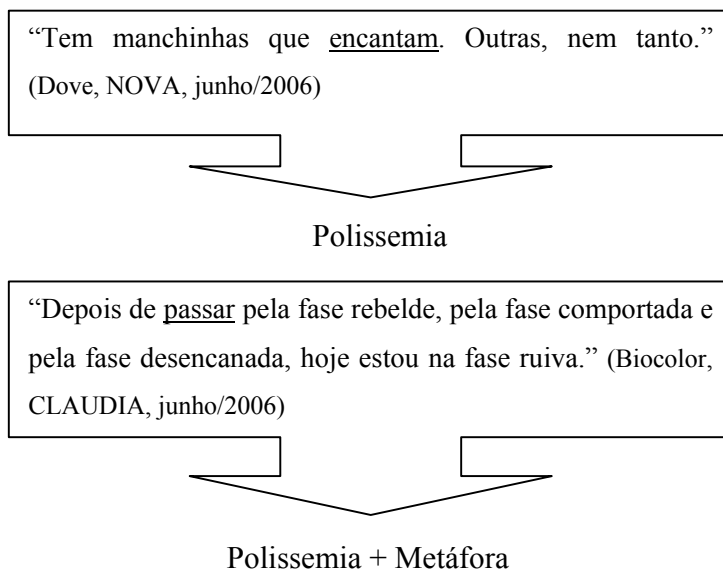 “Tem manchinhas que encantam. Outras, nem tanto.”
(Dove, NOVA, junho/2006)
Polissemia
“Depois de passar pela fase rebelde, pela fase comportada e
pela fase desencanada, hoje estou na fase ruiva.” (Biocolor,
CLAUDIA, junho/2006)
Polissemia + Metáfora